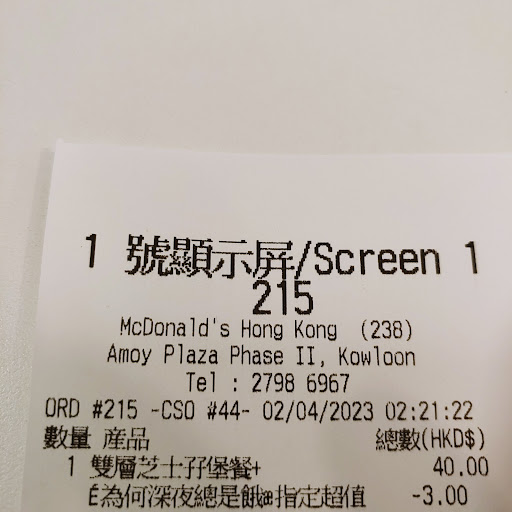 1 號顯示屏/Screen 1
215
McDonald's Hong Kong (238)
Amoy Plaza Phase II, Kowloon
Tel : 2798 6967
ORD #215 -CSO #44- 02/04/2023 02:21:22
數量 產品 總數(HKD$)
1 雙層芝士孖堡餐+ 40.00
É為何深夜總是餓æ指定超值 -3.00